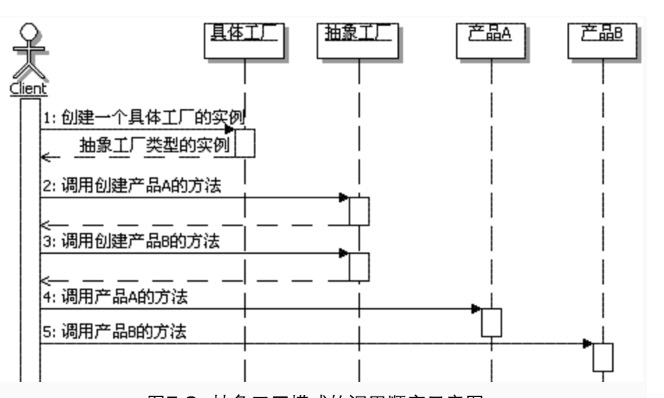 具体工厂
抽象工厂
产品A
产品B
Client
1: 创建一个具体工厂的实例
抽象工厂类型的实例
2: 调用创建产品A的方法
3: 调用创建产品B的方法
4: 调用产品A的方法
5: 调用产品B的方法